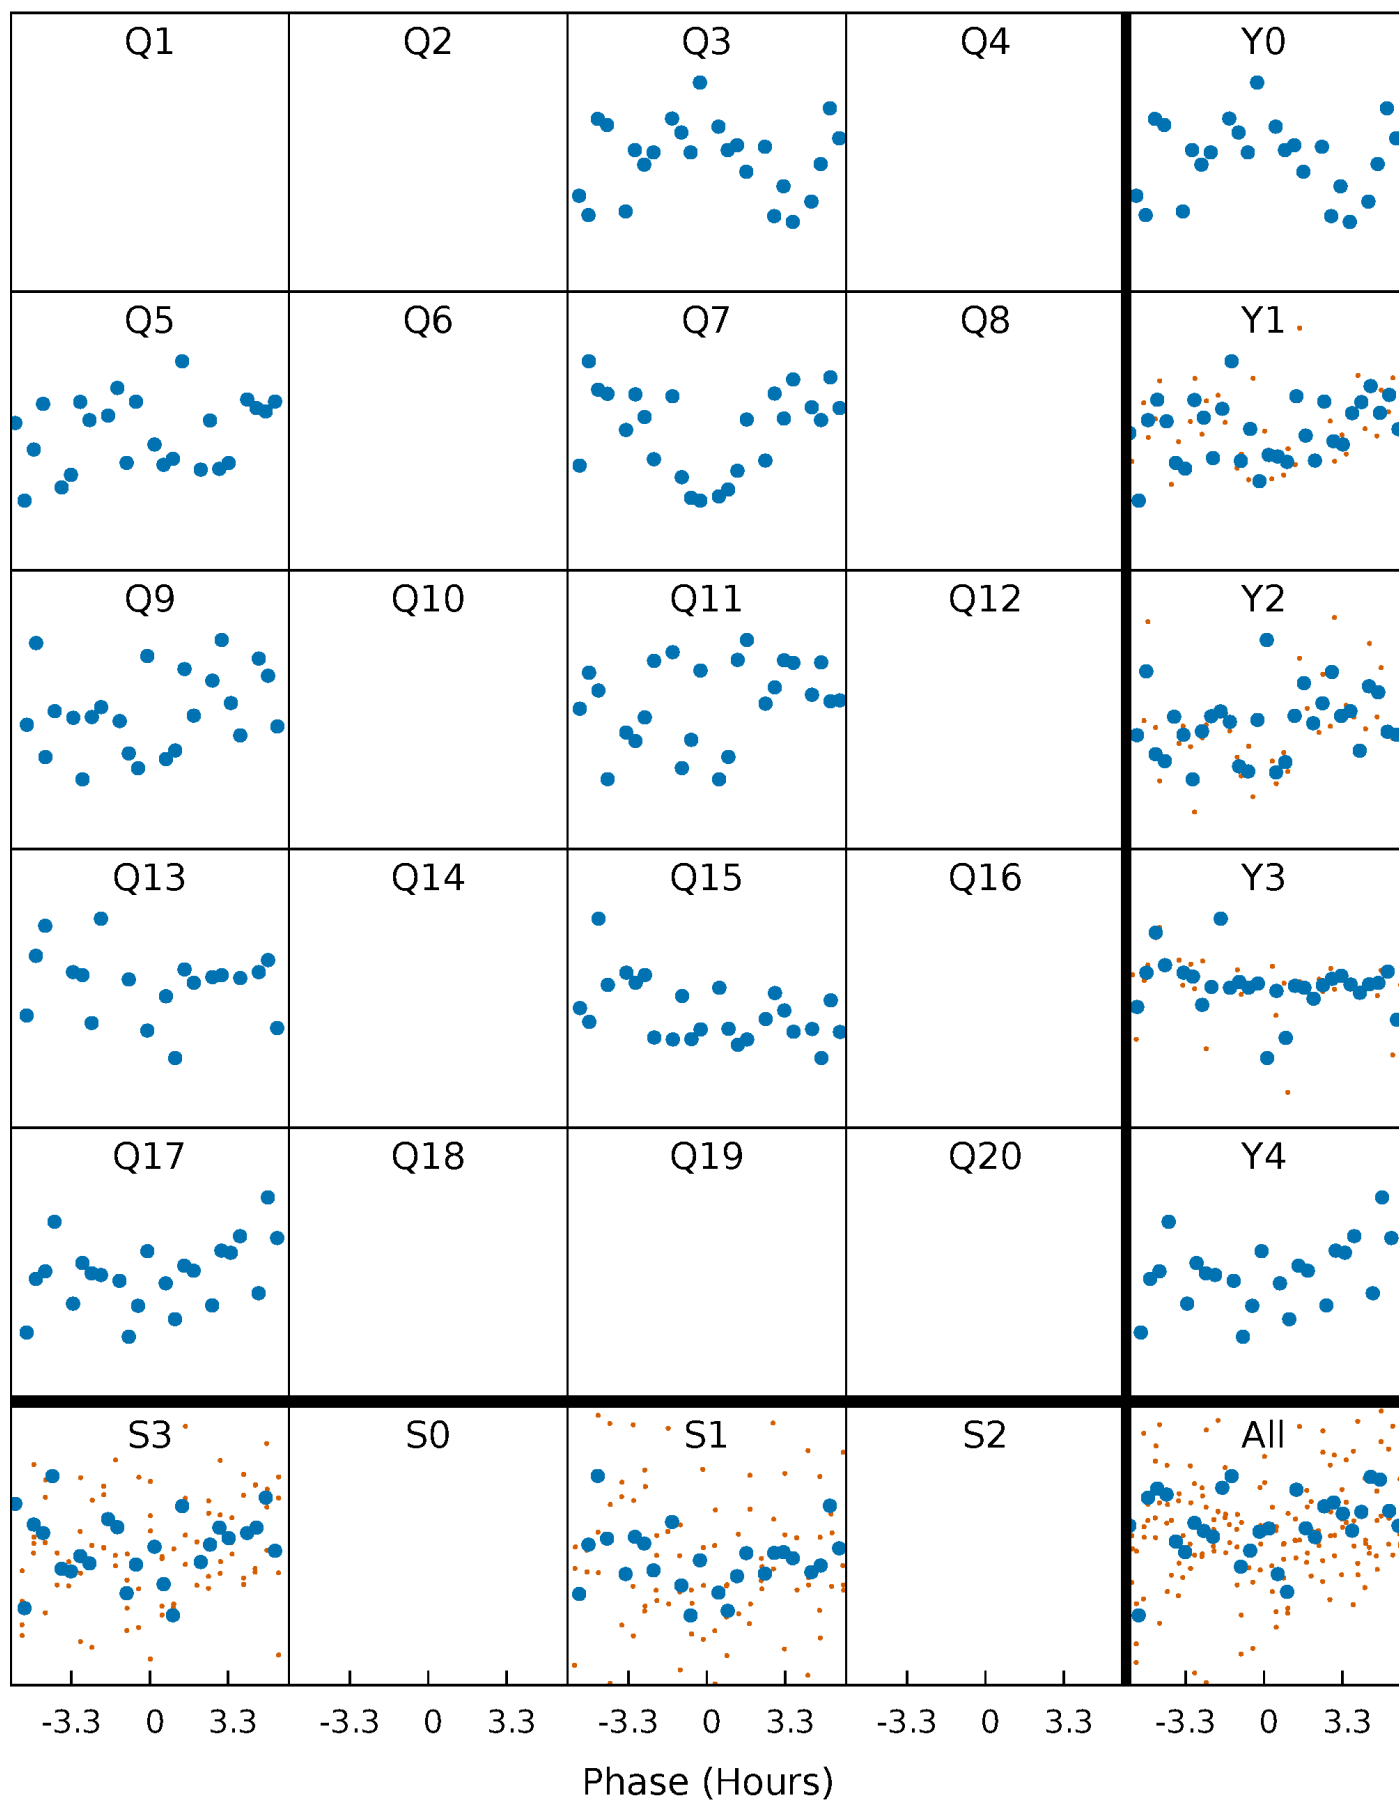 Q1 Q2 Q3 Q4 Y0
Q5 Q6 Q7 Q8 Y1
Q9 Q10 Q11 Q12 Y2
Q13 Q14 Q15 Q16 Y3
Q17 Q18 Q19 Q20 Y4
S3 S0 S1 S2 All
-3.3 0 3.3 -3.3 0 3.3 -3.3 0 3.3 -3.3 0 3.3 -3.3 0 3.3
Phase (Hours)